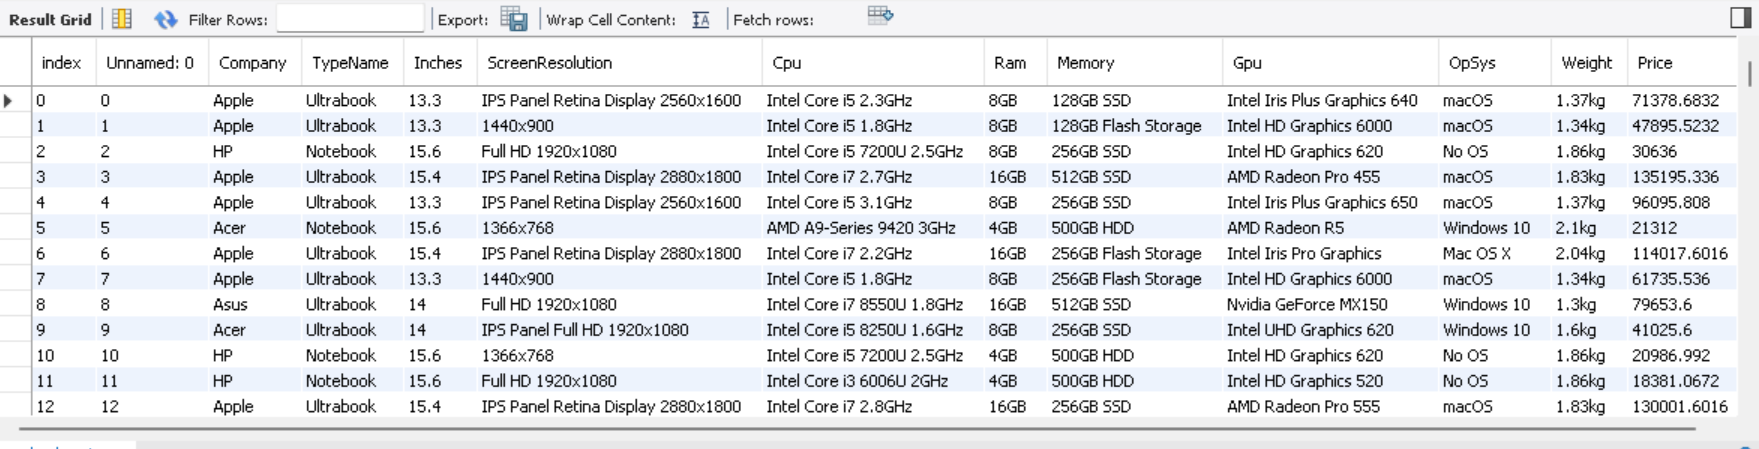 Result Grid Filter Rows: Export: Wrap Cell Content: Fetch rows:
index Unnamed: 0 Company TypeName Inches ScreenResolution Cpu Ram Memory Gpu OpSys Weight Price
0 0 Apple Ultrabook 13.3 IPS Panel Retina Display 2560x1600 Intel Core i5 2.3GHz 8GB 128GB SSD Intel Iris Plus Graphics 640 macOS 1.37kg 71378.6832
1 1 Apple Ultrabook 13.3 1440x900 Intel Core i5 1.8GHz 8GB 128GB Flash Storage Intel HD Graphics 6000 macOS 1.34kg 47895.5232
2 2 HP Notebook 15.6 Full HD 1920x1080 Intel Core i5 7200U 2.5GHz 8GB 256GB SSD Intel HD Graphics 620 No OS 1.86kg 30636
3 3 Apple Ultrabook 15.4 IPS Panel Retina Display 2880x1800 Intel Core i7 2.7GHz 16GB 512GB SSD AMD Radeon Pro 455 macOS 1.83kg 135195.336
4 4 Apple Ultrabook 13.3 IPS Panel Retina Display 2560x1600 Intel Core i5 3.1GHz 8GB 256GB SSD Intel Iris Plus Graphics 650 macOS 1.37kg 96095.808
5 5 Acer Notebook 15.6 1366x768 AMD A9-Series 9420 3GHz 4GB 500GB HDD AMD Radeon R5 Windows 10 2.1kg 21312
6 6 Apple Ultrabook 15.4 IPS Panel Retina Display 2880x1800 Intel Core i7 2.2GHz 16GB 256GB Flash Storage Intel Iris Pro Graphics Mac OS X 2.04kg 114017.6016
7 7 Apple Ultrabook 13.3 1440x900 Intel Core i5 1.8GHz 8GB 256GB Flash Storage Intel HD Graphics 6000 macOS 1.34kg 61735.536
8 8 Asus Ultrabook 14 Full HD 1920x1080 Intel Core i7 8550U 1.8GHz 16GB 512GB SSD Nvidia GeForce MX150 Windows 10 1.3kg 79653.6
9 9 Acer Ultrabook 14 IPS Panel Full HD 1920x1080 Intel Core i5 8250U 1.6GHz 8GB 256GB SSD Intel UHD Graphics 620 Windows 10 1.6kg 41025.6
10 10 HP Notebook 15.6 1366x768 Intel Core i5 7200U 2.5GHz 4GB 500GB HDD Intel HD Graphics 620 No OS 1.86kg 20986.992
11 11 HP Notebook 15.6 Full HD 1920x1080 Intel Core i3 6006U 2GHz 4GB 500GB HDD Intel HD Graphics 520 No OS 1.86kg 18381.0672
12 12 Apple Ultrabook 15.4 IPS Panel Retina Display 2880x1800 Intel Core i7 2.8GHz 16GB 256GB SSD AMD Radeon Pro 555 macOS 1.83kg 130001.6016